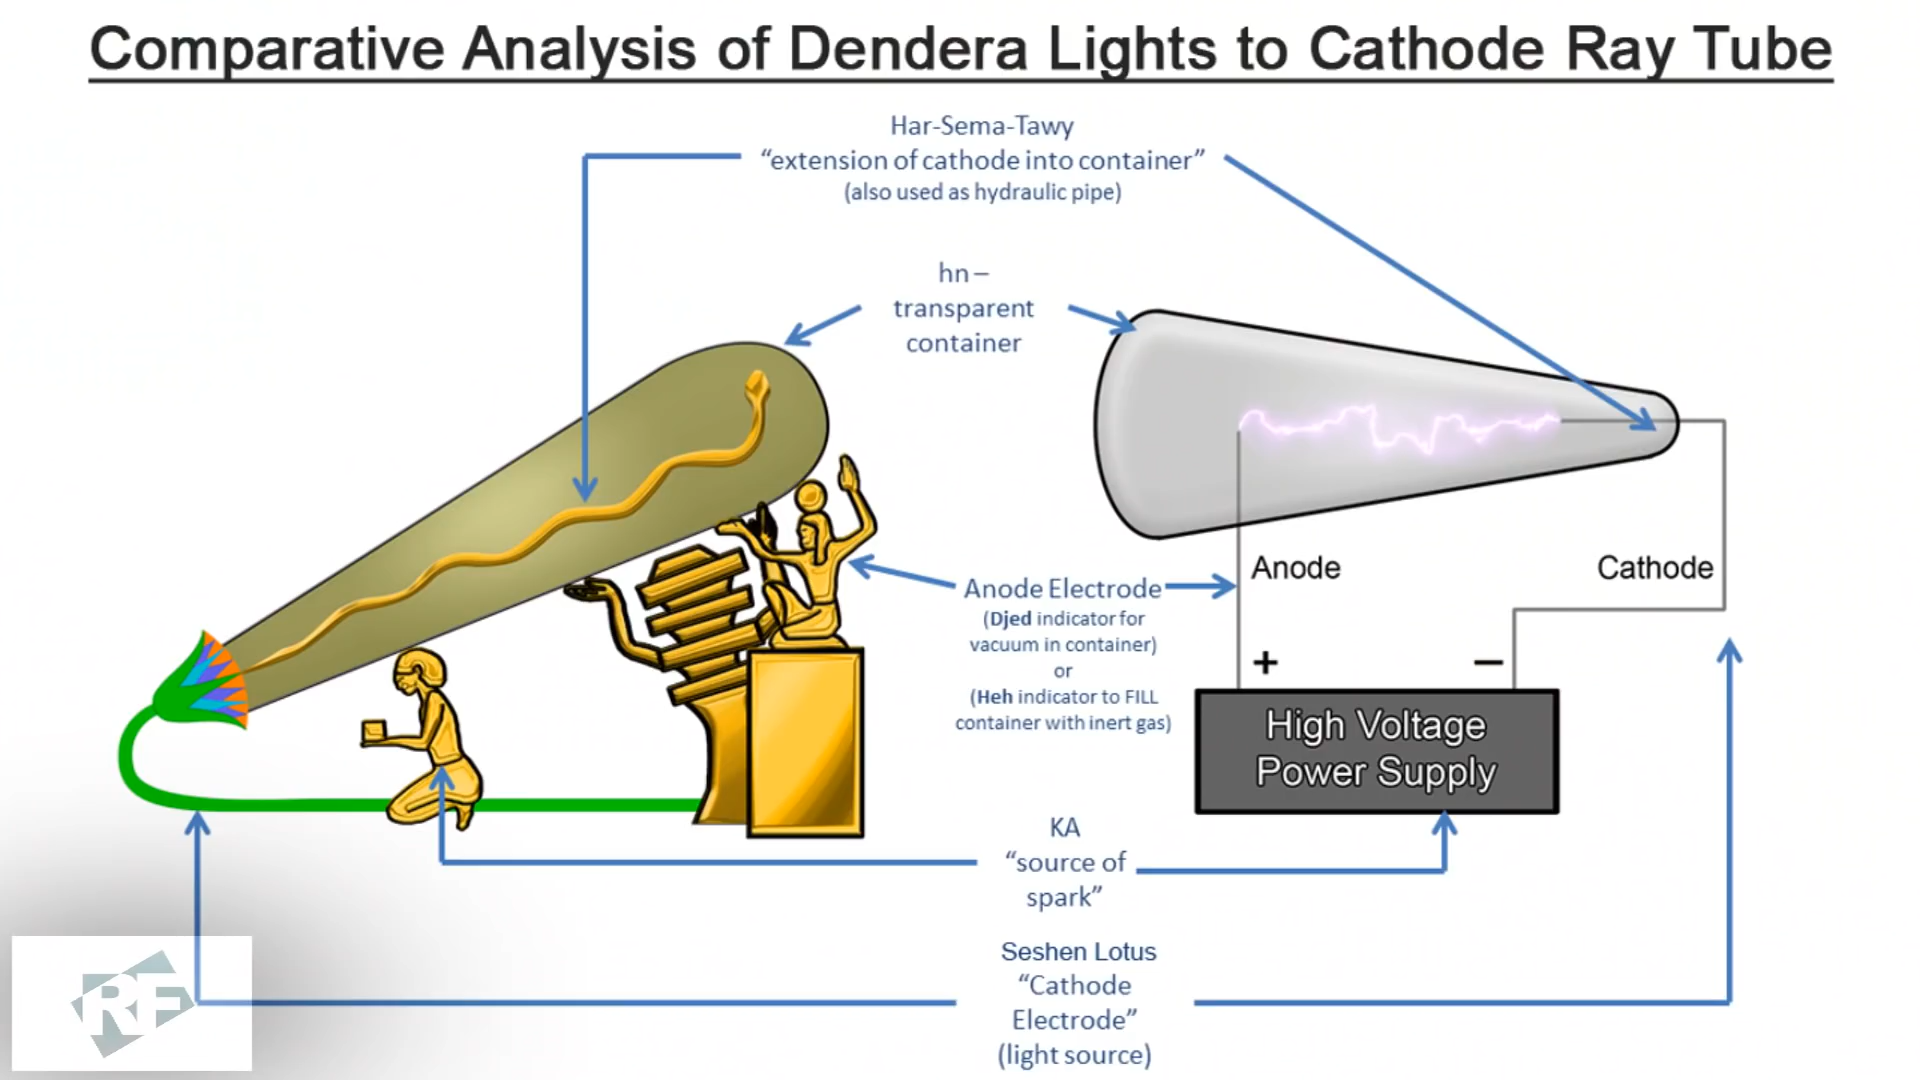 Comparative Analysis of Dendera Lights to Cathode Ray Tube
Har-Sema-Tawy
“extension of cathode into container”
(also used as hydraulic pipe)
hn –
transparent
container
Anode Electrode
(Djed indicator for
vacuum in container)
or
(Heh indicator to FILL
container with inert gas)
Anode
Cathode
+
–
High Voltage
Power Supply
KA
“source of
spark”
Seshen Lotus
“Cathode
Electrode”
(light source)
RF